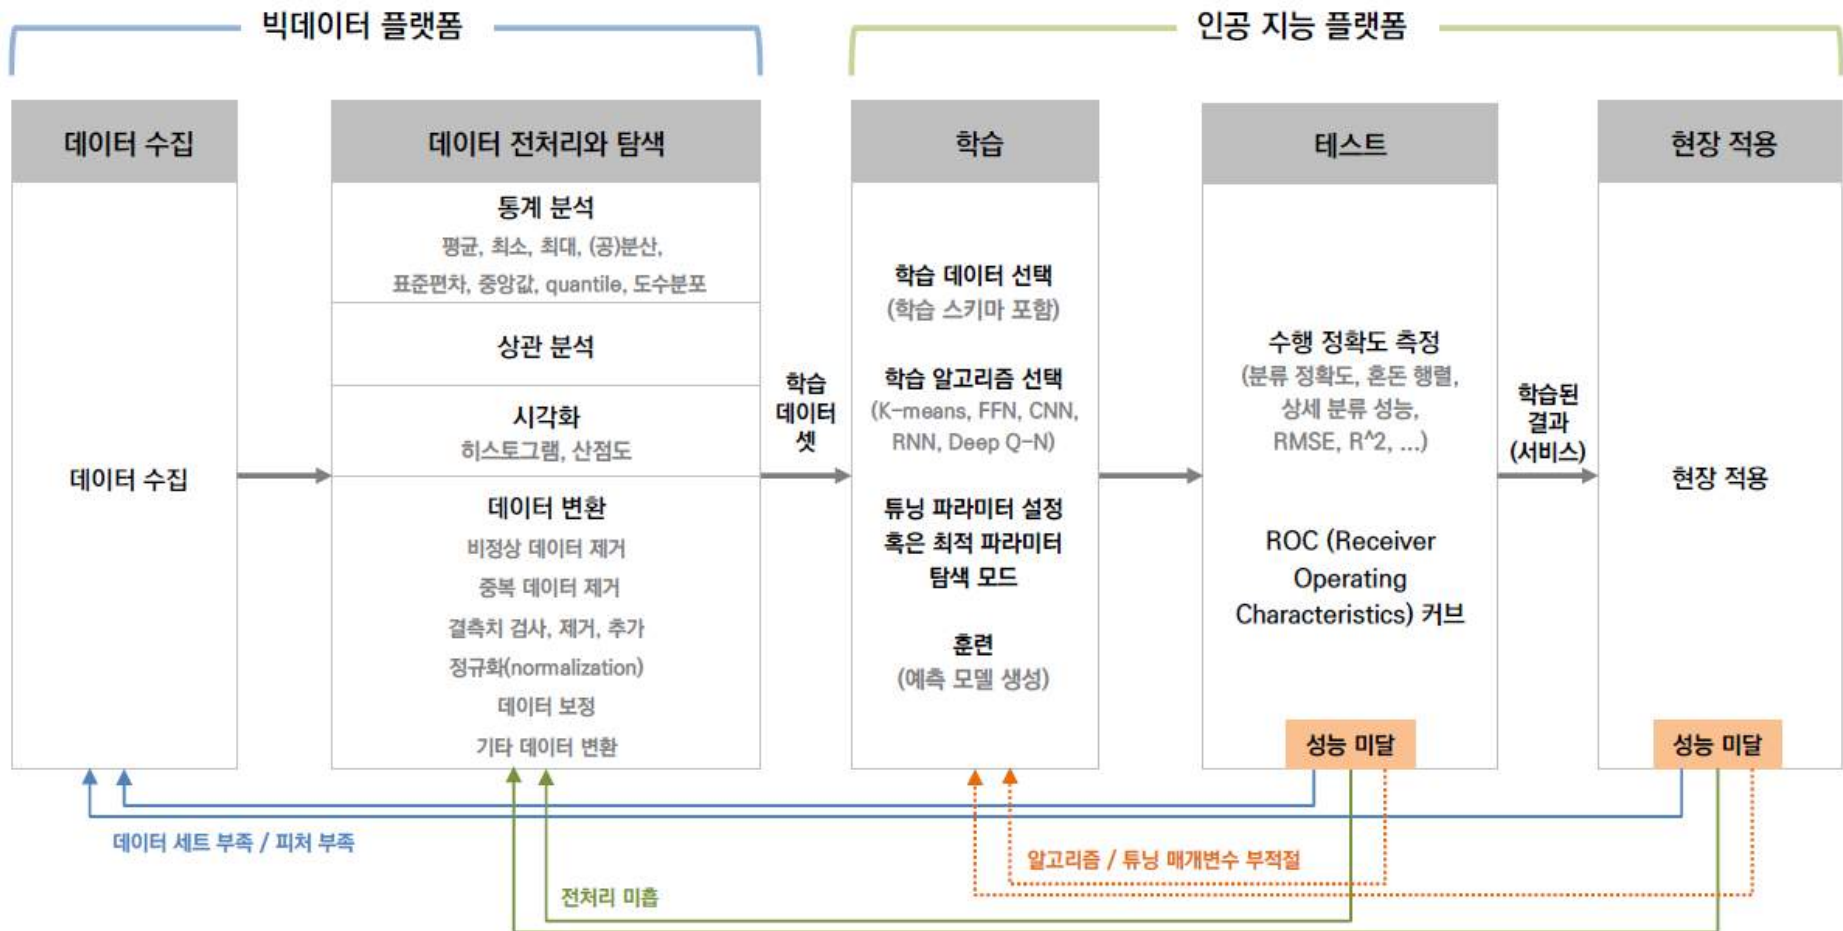 빅데이터 플랫폼
인공 지능 플랫폼
데이터 수집
데이터 수집
데이터 전처리와 탐색
통계 분석
평균, 최소, 최대, (공)분산,
표준편차, 중앙값, quantile, 도수분포
상관 분석
시각화
히스토그램, 산점도
데이터 변환
비정상 데이터 제거
중복 데이터 제거
결측치 검사, 제거, 추가
정규화(normalization)
데이터 보정
기타 데이터 변환
학습
데이터
셋
학습
학습 데이터 선택
(학습 스키마 포함)
학습 알고리즘 선택
(K-means, FFN, CNN,
RNN, Deep Q-N)
튜닝 파라미터 설정
혹은 최적 파라미터
탐색 모드
훈련
(예측 모델 생성)
테스트
수행 정확도 측정
(분류 정확도, 혼돈 행렬,
상세 분류 성능,
RMSE, R^2, ...)
ROC (Receiver
Operating
Characteristics) 커브
성능 미달
학습된
결과
(서비스)
현장 적용
현장 적용
성능 미달
데이터 세트 부족 / 피처 부족
알고리즘 / 튜닝 매개변수 부적절
전처리 미흡